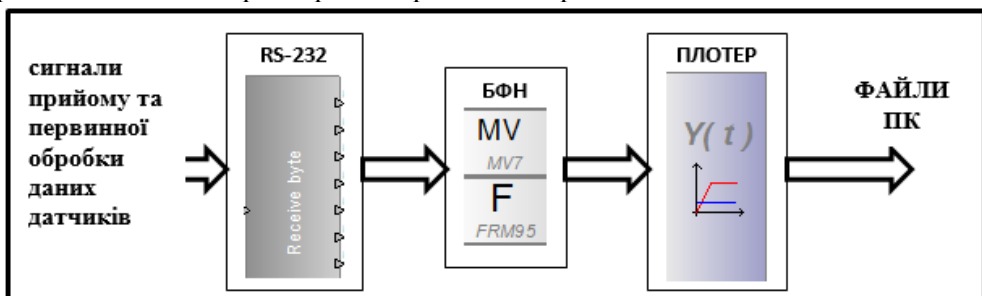 сигнали
прийому та
первинної
обробки
даних
датчиків
RS-232
Receive byte
БФН
MV
MV7
F
FRM95
ПЛОТЕР
Y( t )
ФАЙЛИ
ПК